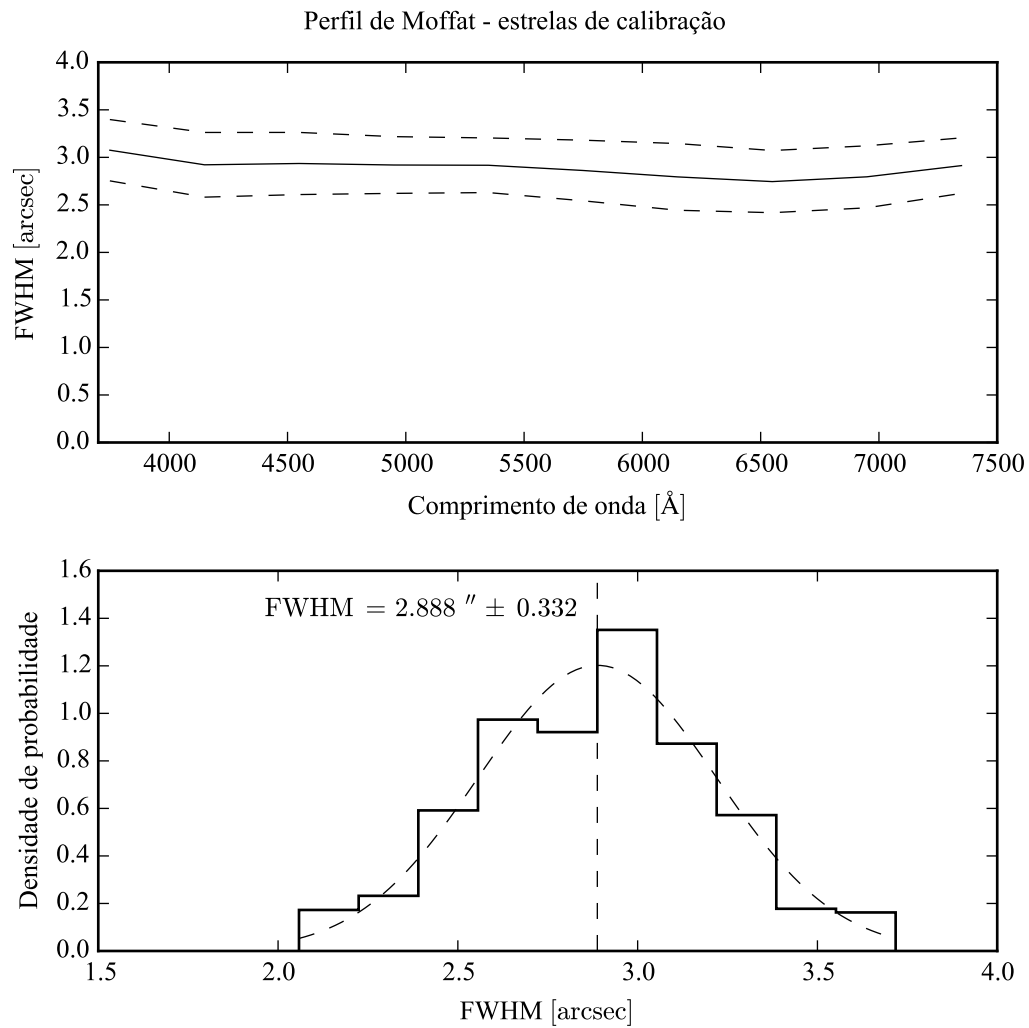 Perfil de Moffat - estrelas de calibração
4.0
3.5
3.0
2.5
2.0
1.5
1.0
0.5
0.0
FWHM [arcsec]
4000 4500 5000 5500 6000 6500 7000 7500
Comprimento de onda [Å]
1.6
1.4
1.2
1.0
0.8
0.6
0.4
0.2
0.0
Densidade de probabilidade
FWHM = 2.888 ″ ± 0.332
1.5 2.0 2.5 3.0 3.5 4.0
FWHM [arcsec]